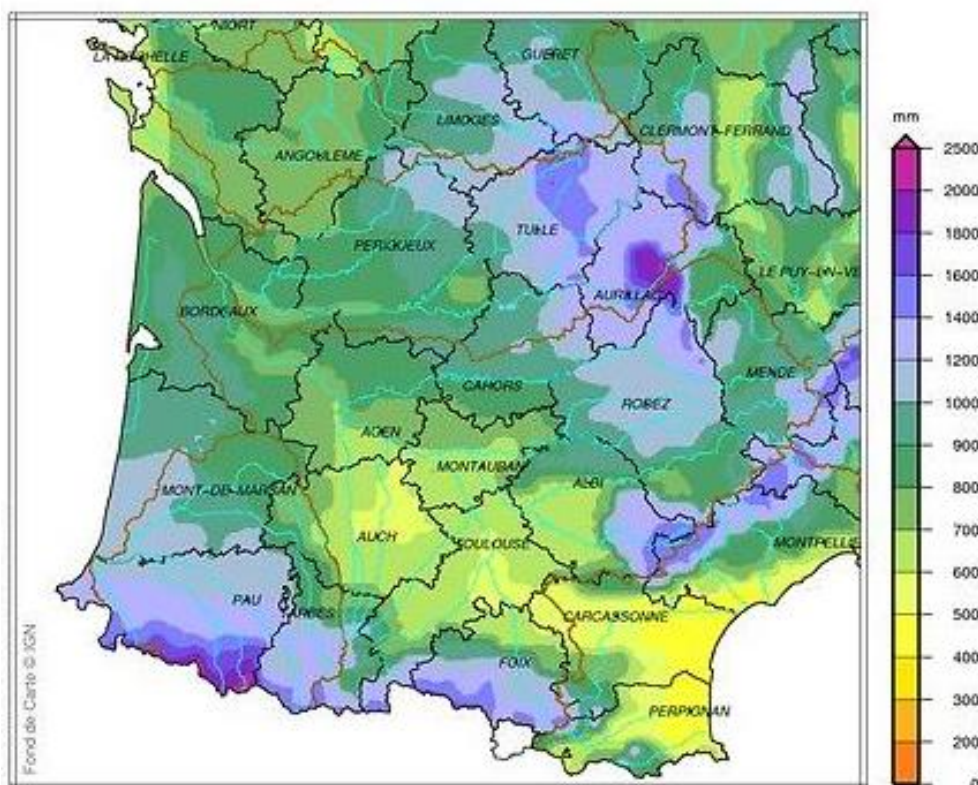 NIORT
LA ROCHELLE
GUERET
LIMOGES
CLERMONT-FERRAND
ANGOULEME
TULLE
PERIGUEUX
LE PUY-EN-VE
AURILLAC
BORDEAUX
MENDE
CAHORS
RODEZ
AGEN
MONTAUBAN
ALBI
MONT-DE-MARSAN
AUCH
TOULOUSE
MONTPELLIE
PAU
TARBES
CARCASSONNE
FOIX
PERPIGNAN
Fond de Carte © IGN
mm
2500
2000
1800
1600
1400
1200
1000
900
800
700
600
500
400
300
200
0